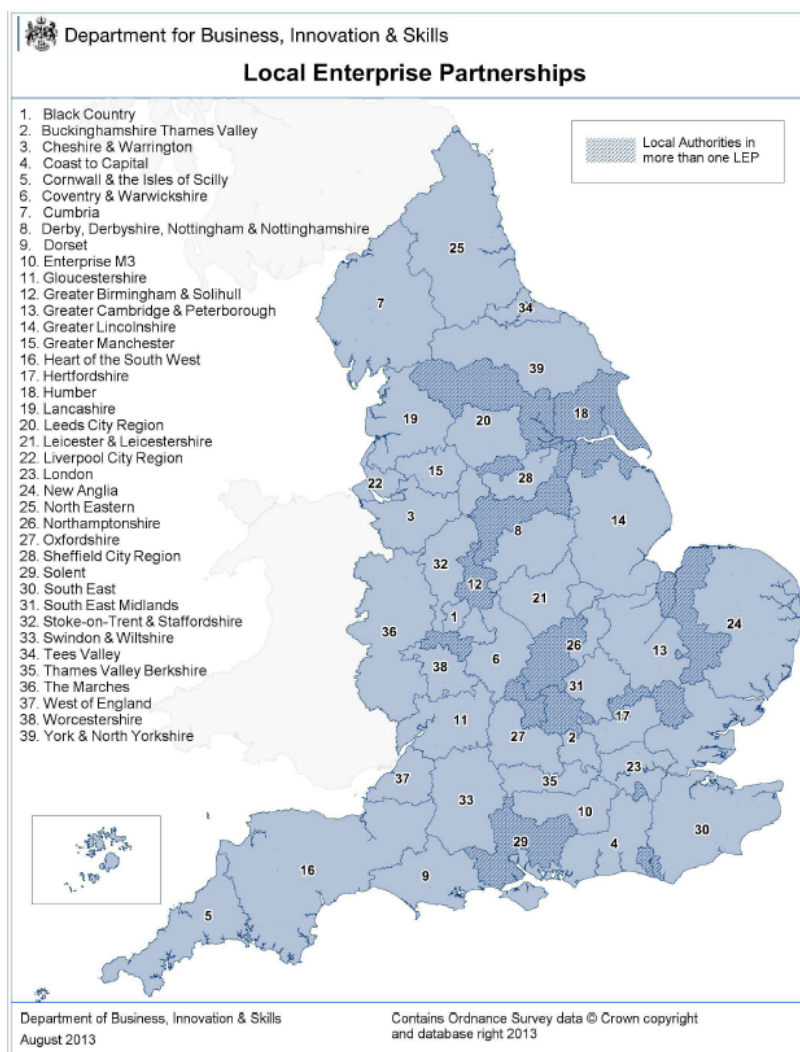 Department for Business, Innovation & Skills
Local Enterprise Partnerships
1. Black Country
2. Buckinghamshire Thames Valley
3. Cheshire & Warrington
4. Coast to Capital
5. Cornwall & the Isles of Scilly
6. Coventry & Warwickshire
7. Cumbria
8. Derby, Derbyshire, Nottingham & Nottinghamshire
9. Dorset
10. Enterprise M3
11. Gloucestershire
12. Greater Birmingham & Solihull
13. Greater Cambridge & Peterborough
14. Greater Lincolnshire
15. Greater Manchester
16. Heart of the South West
17. Hertfordshire
18. Humber
19. Lancashire
20. Leeds City Region
21. Leicester & Leicestershire
22. Liverpool City Region
23. London
24. New Anglia
25. North Eastern
26. Northamptonshire
27. Oxfordshire
28. Sheffield City Region
29. Solent
30. South East
31. South East Midlands
32. Stoke-on-Trent & Staffordshire
33. Swindon & Wiltshire
34. Tees Valley
35. Thames Valley Berkshire
36. The Marches
37. West of England
38. Worcestershire
39. York & North Yorkshire
Local Authorities in
more than one LEP
25
7
34
39
19
20
18
15
22
28
3
8
14
32
12
21
1
36
24
26
13
6
38
31
11
17
27
2
23
37
35
33
10
29
4
30
16
9
5
Department of Business, Innovation & Skills
August 2013
Contains Ordnance Survey data © Crown copyright
and database right 2013